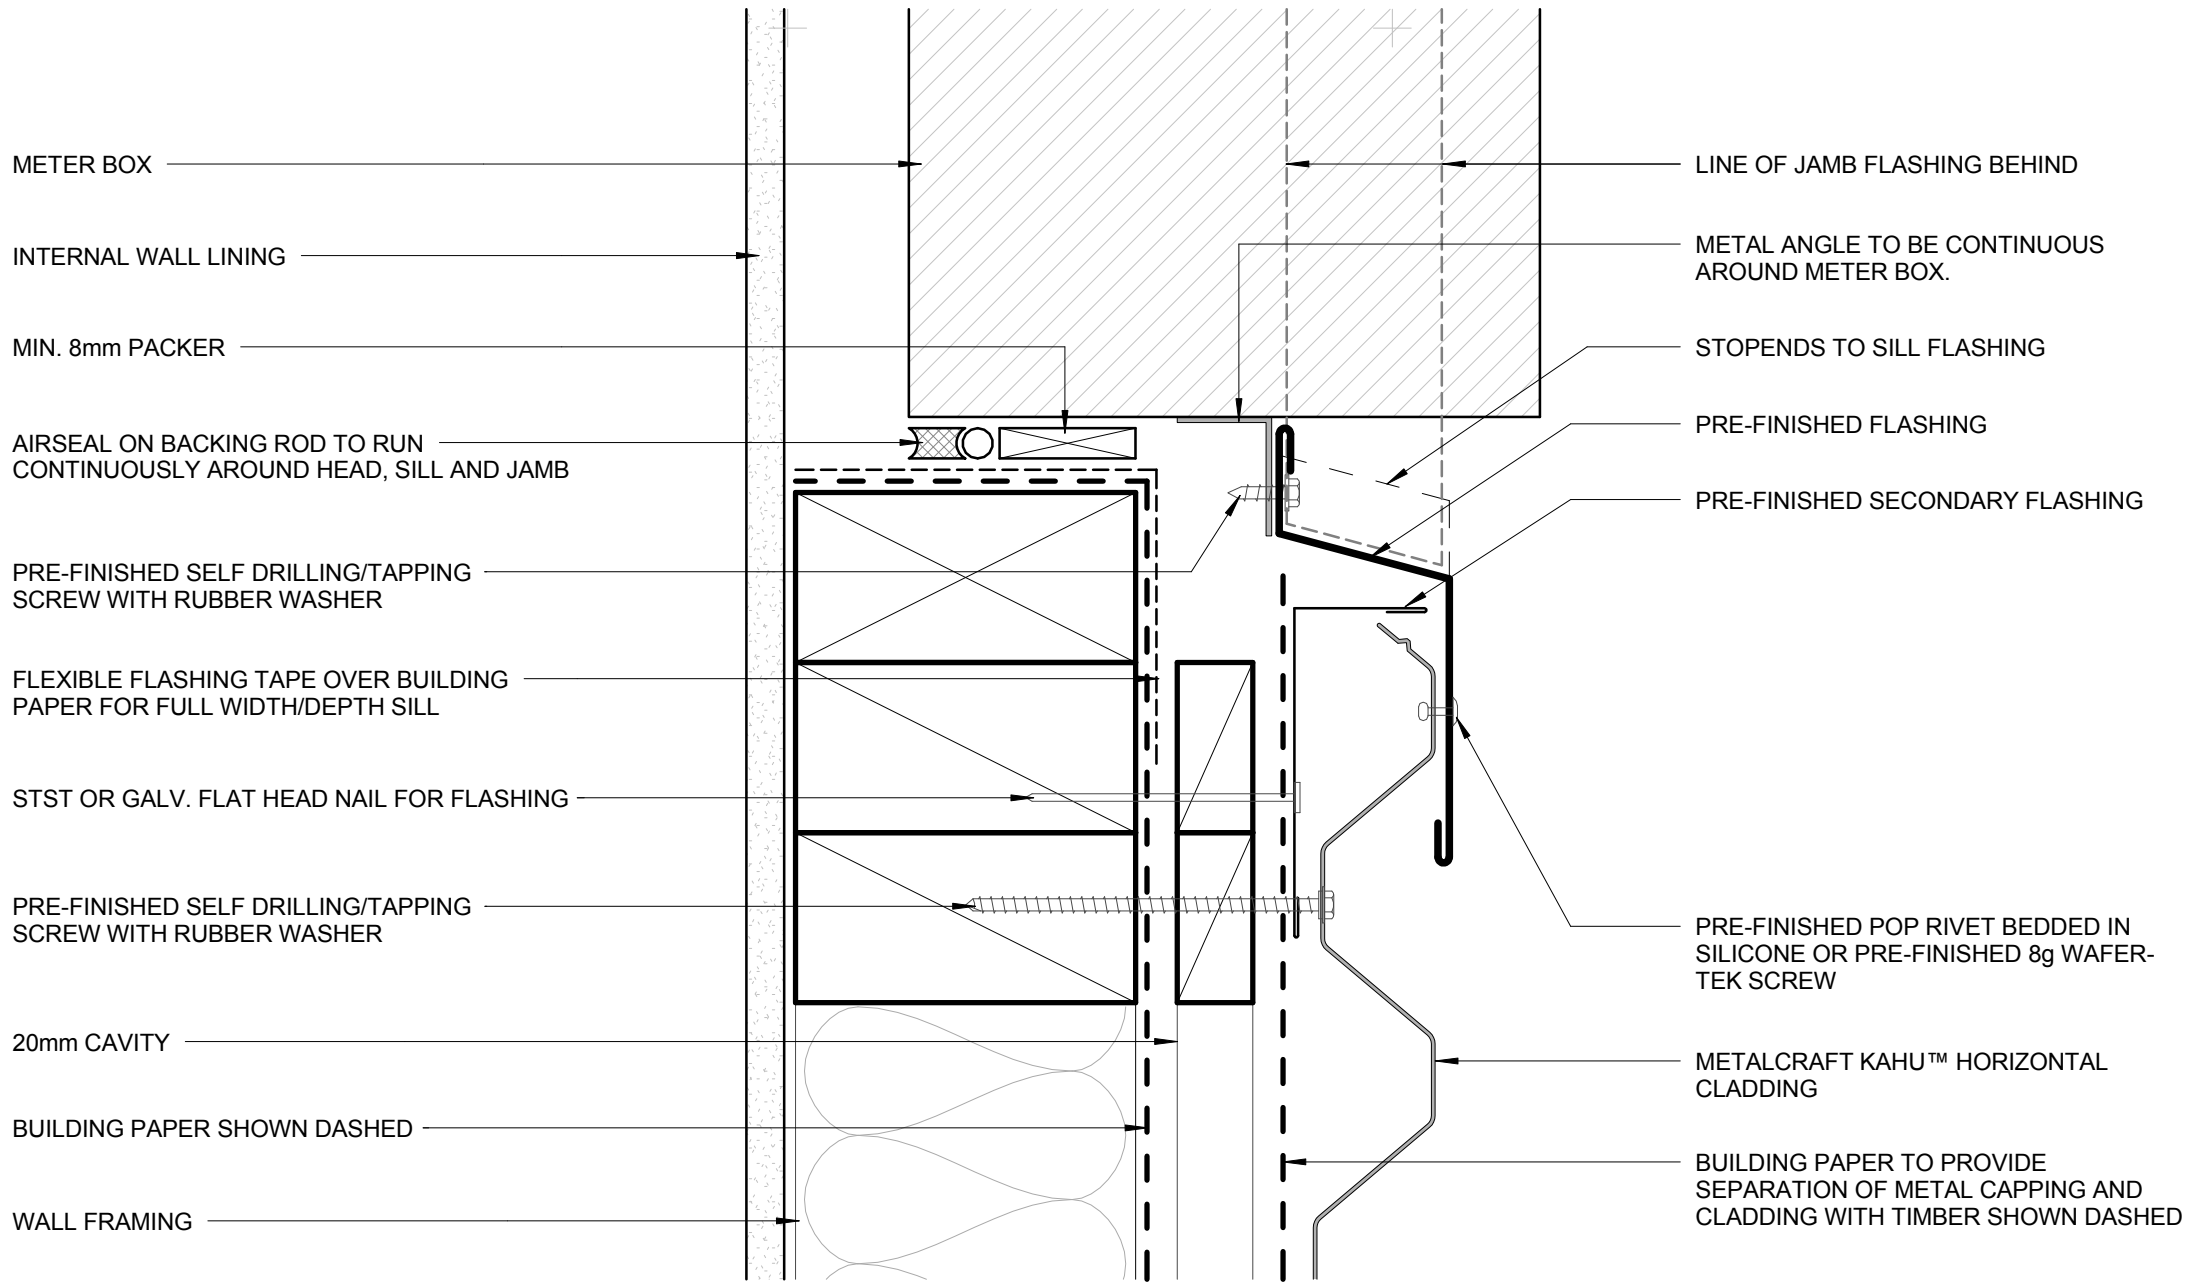 METER BOX
INTERNAL WALL LINING
MIN. 8mm PACKER
AIRSEAL ON BACKING ROD TO RUN
CONTINUOUSLY AROUND HEAD, SILL AND JAMB
PRE-FINISHED SELF DRILLING/TAPPING
SCREW WITH RUBBER WASHER
FLEXIBLE FLASHING TAPE OVER BUILDING
PAPER FOR FULL WIDTH/DEPTH SILL
STST OR GALV. FLAT HEAD NAIL FOR FLASHING
PRE-FINISHED SELF DRILLING/TAPPING
SCREW WITH RUBBER WASHER
20mm CAVITY
BUILDING PAPER SHOWN DASHED
WALL FRAMING
LINE OF JAMB FLASHING BEHIND
METAL ANGLE TO BE CONTINUOUS
AROUND METER BOX.
STOPENDS TO SILL FLASHING
PRE-FINISHED FLASHING
PRE-FINISHED SECONDARY FLASHING
PRE-FINISHED POP RIVET BEDDED IN
SILICONE OR PRE-FINISHED 8g WAFER-
TEK SCREW
METALCRAFT KAHU™ HORIZONTAL
CLADDING
BUILDING PAPER TO PROVIDE
SEPARATION OF METAL CAPPING AND
CLADDING WITH TIMBER SHOWN DASHED